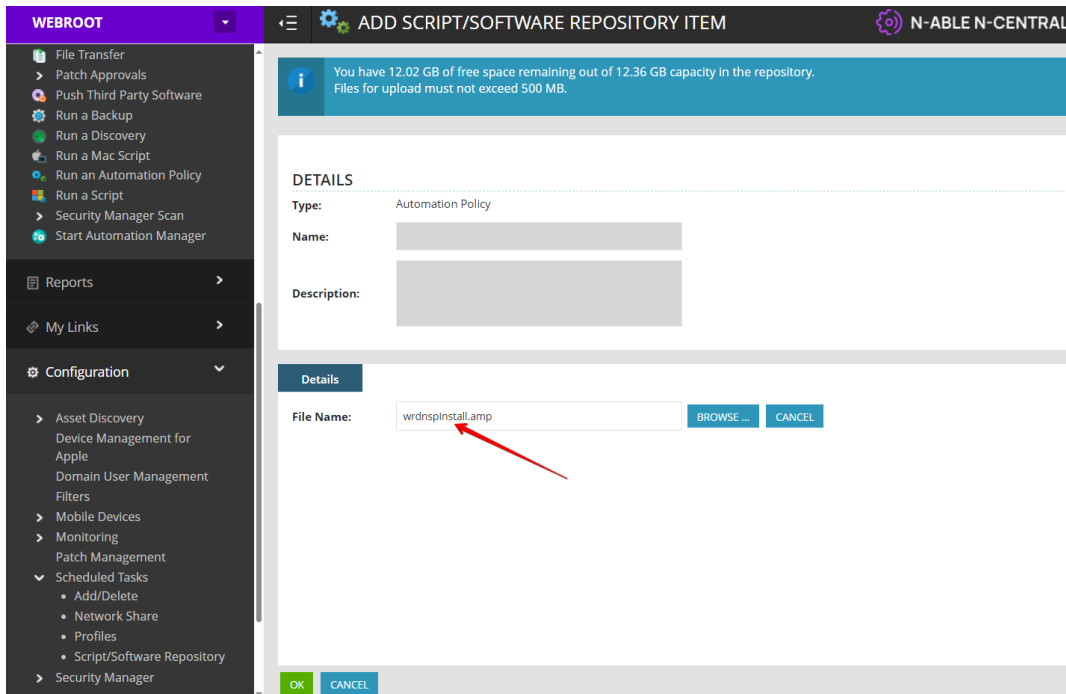 WEBROOT
ADD SCRIPT/SOFTWARE REPOSITORY ITEM
N-ABLE N-CENTRAL
File Transfer
Patch Approvals
Push Third Party Software
Run a Backup
Run a Discovery
Run a Mac Script
Run an Automation Policy
Run a Script
Security Manager Scan
Start Automation Manager
Reports
My Links
Configuration
Asset Discovery
Device Management for
Apple
Domain User Management
Filters
Mobile Devices
Monitoring
Patch Management
Scheduled Tasks
Add/Delete
Network Share
Profiles
Script/Software Repository
Security Manager
You have 12.02 GB of free space remaining out of 12.36 GB capacity in the repository.
Files for upload must not exceed 500 MB.
DETAILS
Type: Automation Policy
Name:
Description:
Details
File Name: wrdnspInstall.amp BROWSE ... CANCEL
OK CANCEL